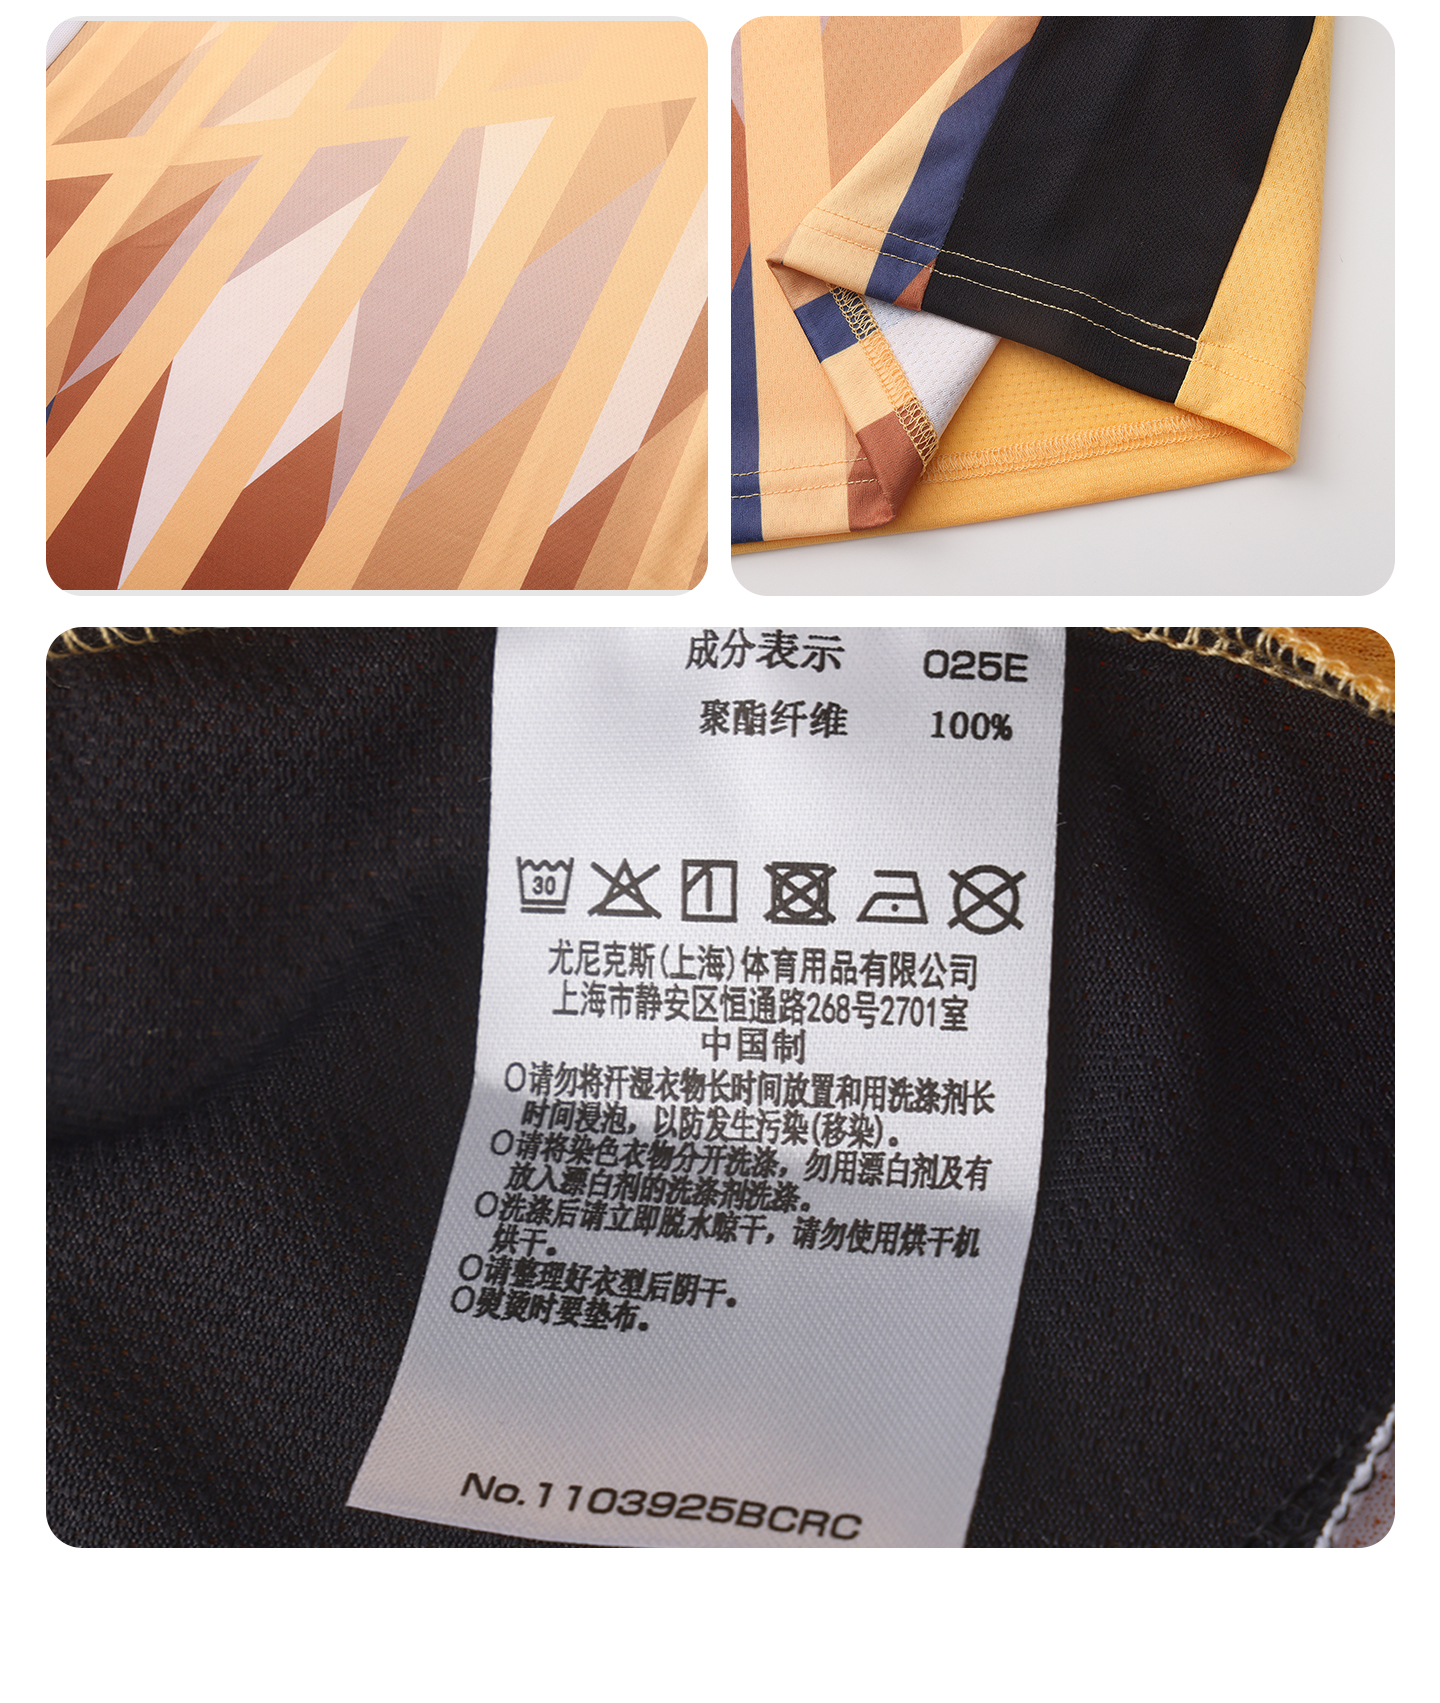 成分表示 025E
聚酯纤维 100%
30
尤尼克斯(上海)体育用品有限公司
上海市静安区恒通路268号2701室
中国制
○请勿将汗湿衣物长时间放置和用洗涤剂长
时间浸泡，以防发生污染(移染)。
○请将染色衣物分开洗涤，勿用漂白剂及有
放入漂白剂的洗涤剂洗涤。
○洗涤后请立即脱水晾干，请勿使用烘干机
烘干。
○请整理好衣型后阴干。
○熨烫时要垫布。
No.1103925BCRC